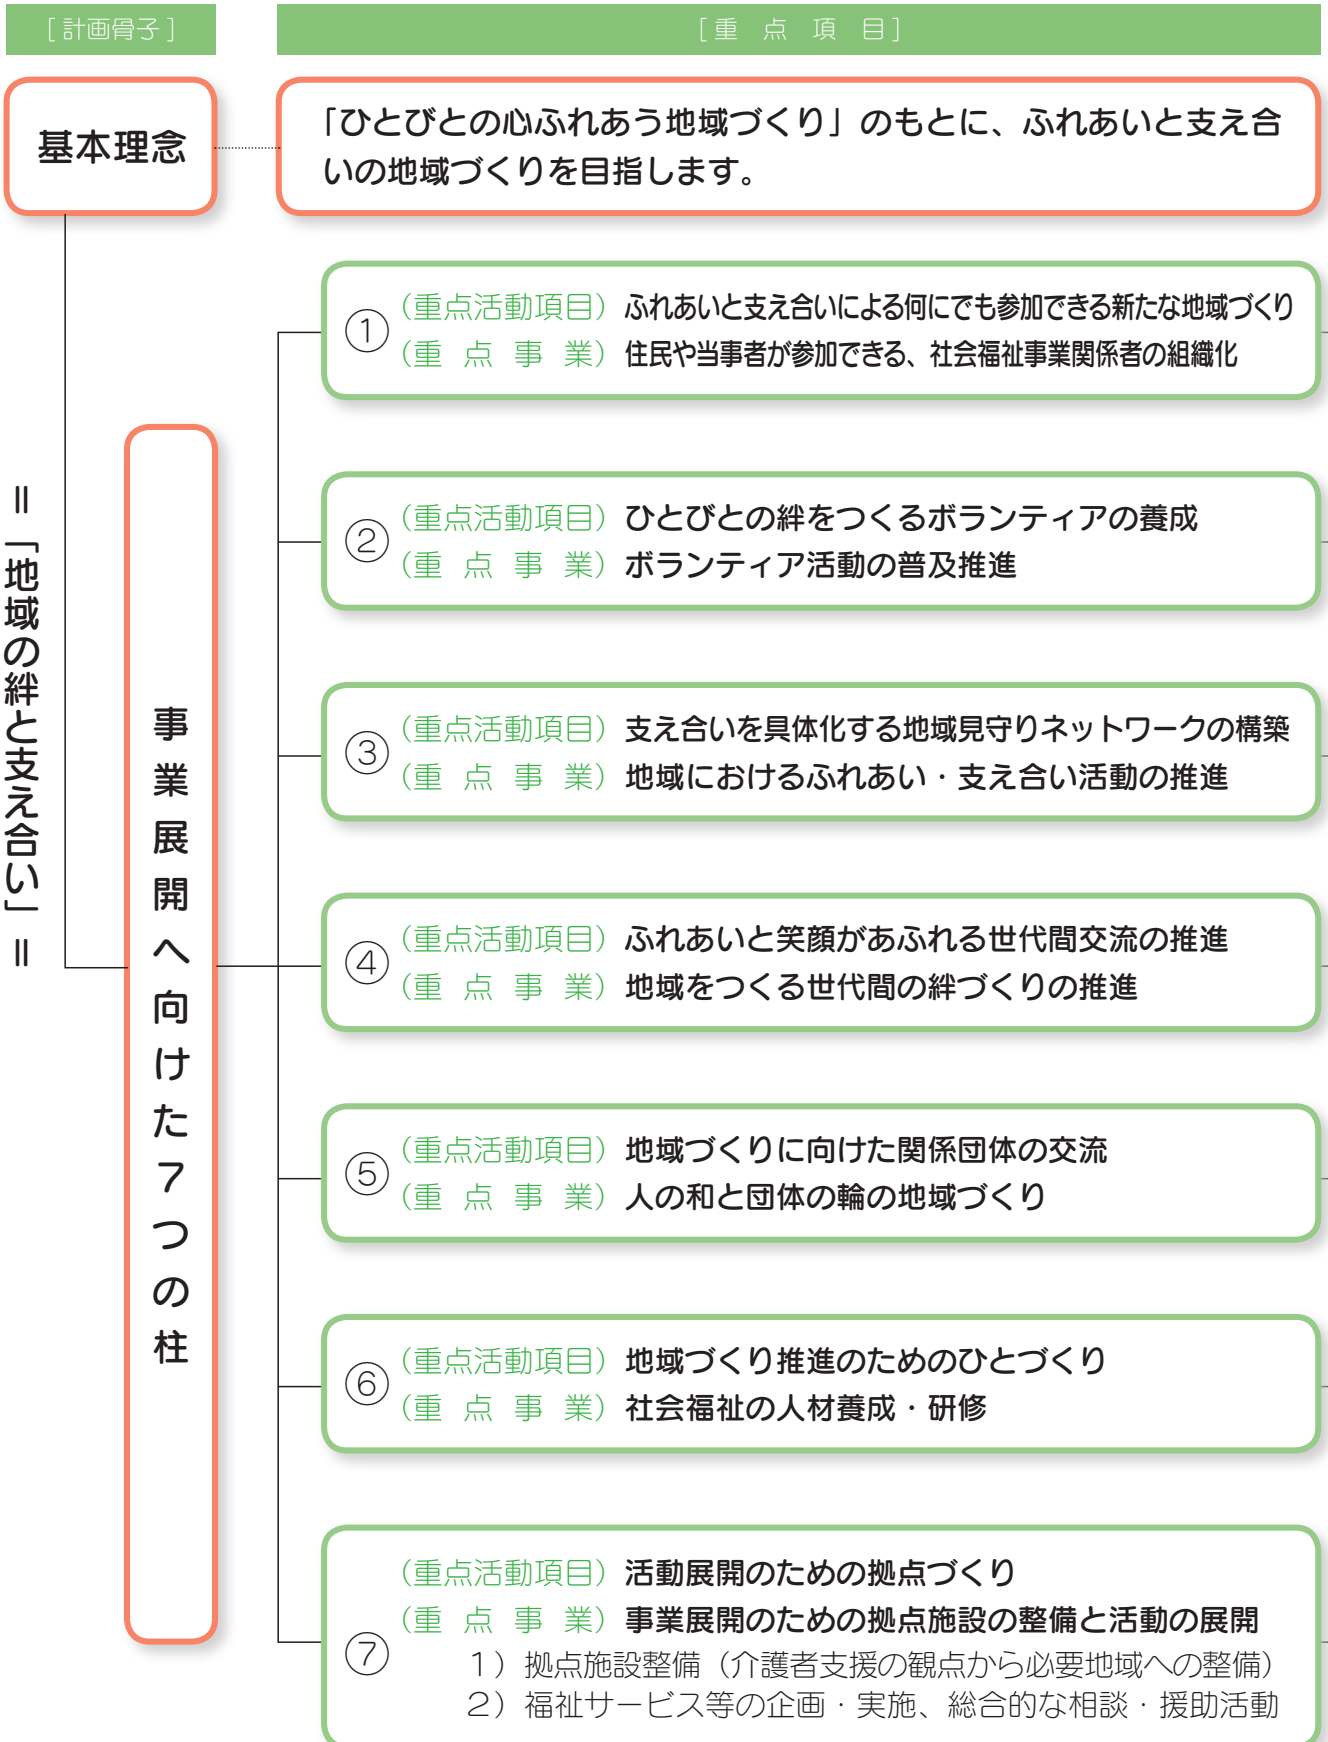 [計画骨子]
[重点項目]
基本理念
「ひとびとの心ふれあう地域づくり」のもとに、ふれあいと支え合
いの地域づくりを目指します。
=「地域の絆と支え合い」=
事業展開へ向けた7つの柱
① (重点活動項目) ふれあいと支え合いによる何にでも参加できる新たな地域づくり
(重点事業) 住民や当事者が参加できる、社会福祉事業関係者の組織化
② (重点活動項目) ひとびとの絆をつくるボランティアの養成
(重点事業) ボランティア活動の普及推進
③ (重点活動項目) 支え合いを具体化する地域見守りネットワークの構築
(重点事業) 地域におけるふれあい・支え合い活動の推進
④ (重点活動項目) ふれあいと笑顔があふれる世代間交流の推進
(重点事業) 地域をつくる世代間の絆づくりの推進
⑤ (重点活動項目) 地域づくりに向けた関係団体の交流
(重点事業) 人の和と団体の輪の地域づくり
⑥ (重点活動項目) 地域づくり推進のためのひとづくり
(重点事業) 社会福祉の人材養成・研修
⑦ (重点活動項目) 活動展開のための拠点づくり
(重点事業) 事業展開のための拠点施設の整備と活動の展開
1) 拠点施設整備(介護者支援の観点から必要地域への整備)
2) 福祉サービス等の企画・実施、総合的な相談・援助活動